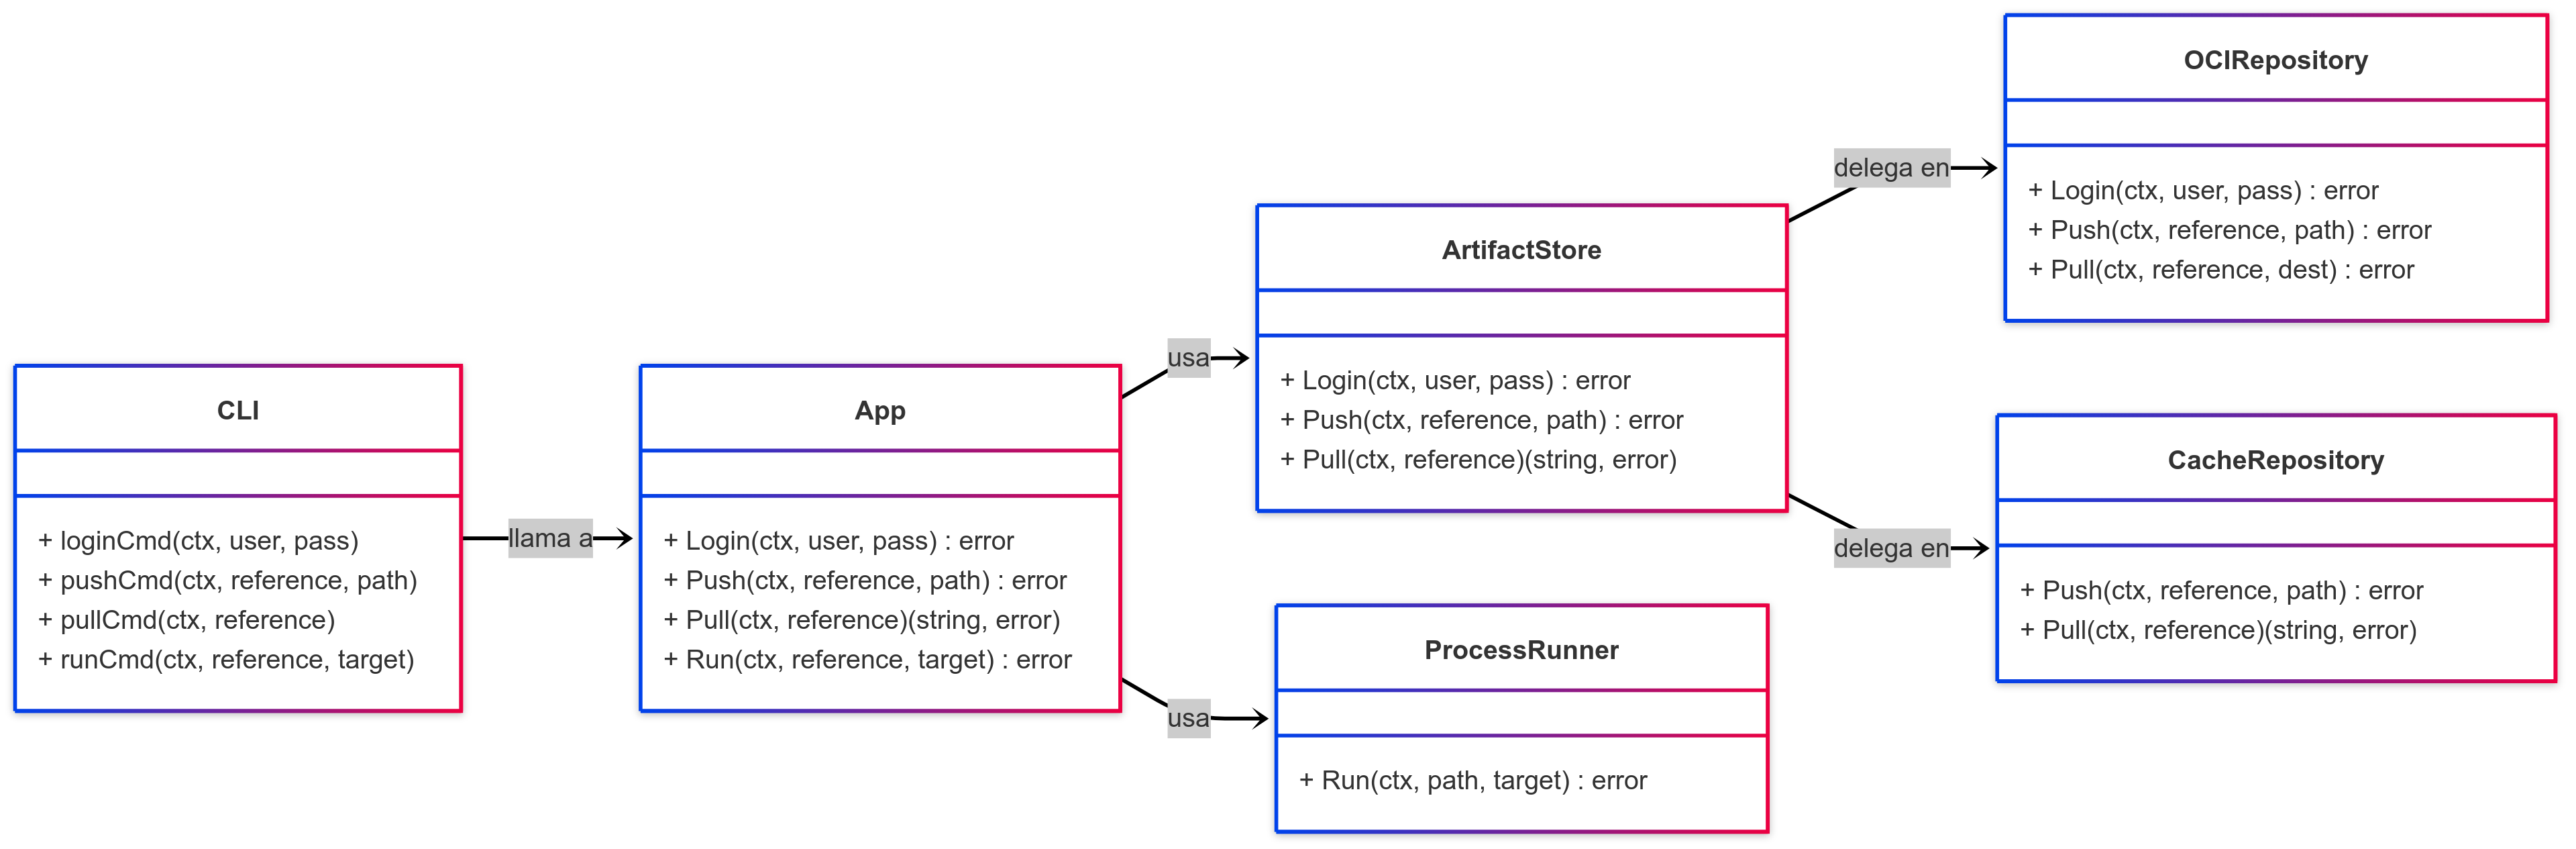 CLI
+ loginCmd(ctx, user, pass)
+ pushCmd(ctx, reference, path)
+ pullCmd(ctx, reference)
+ runCmd(ctx, reference, target)
llama a
App
+ Login(ctx, user, pass) : error
+ Push(ctx, reference, path) : error
+ Pull(ctx, reference)(string, error)
+ Run(ctx, reference, target) : error
usa
usa
ArtifactStore
+ Login(ctx, user, pass) : error
+ Push(ctx, reference, path) : error
+ Pull(ctx, reference)(string, error)
ProcessRunner
+ Run(ctx, path, target) : error
delega en
delega en
OCIRepository
+ Login(ctx, user, pass) : error
+ Push(ctx, reference, path) : error
+ Pull(ctx, reference, dest) : error
CacheRepository
+ Push(ctx, reference, path) : error
+ Pull(ctx, reference)(string, error)